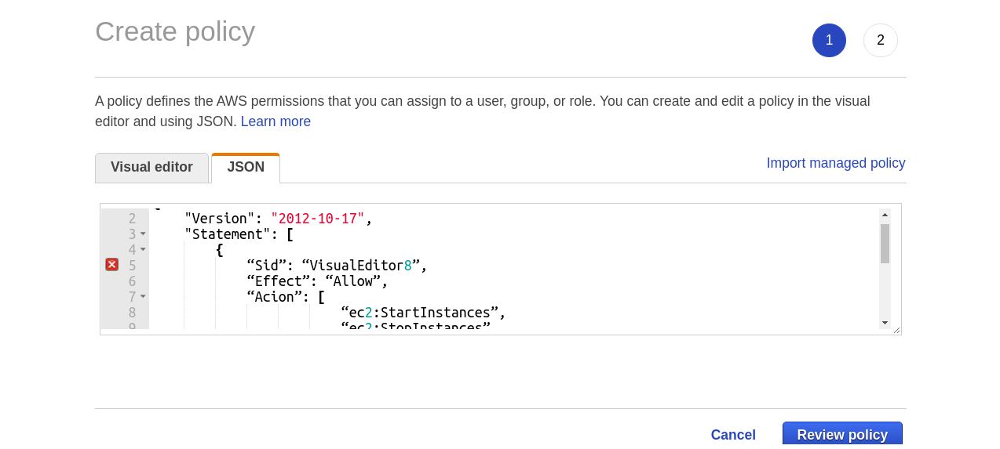 Create policy
1
2
A policy defines the AWS permissions that you can assign to a user, group, or role. You can create and edit a policy in the visual
editor and using JSON. Learn more
Visual editor
JSON
Import managed policy
2 "Version": "2012-10-17",
3 "Statement": [
4 {
5 “Sid”: “VisualEditor8”,
6 “Effect”: “Allow”,
7 “Acion”: [
8 “ec2:StartInstances”,
9 “ec2:StopInstances”
Cancel
Review policy